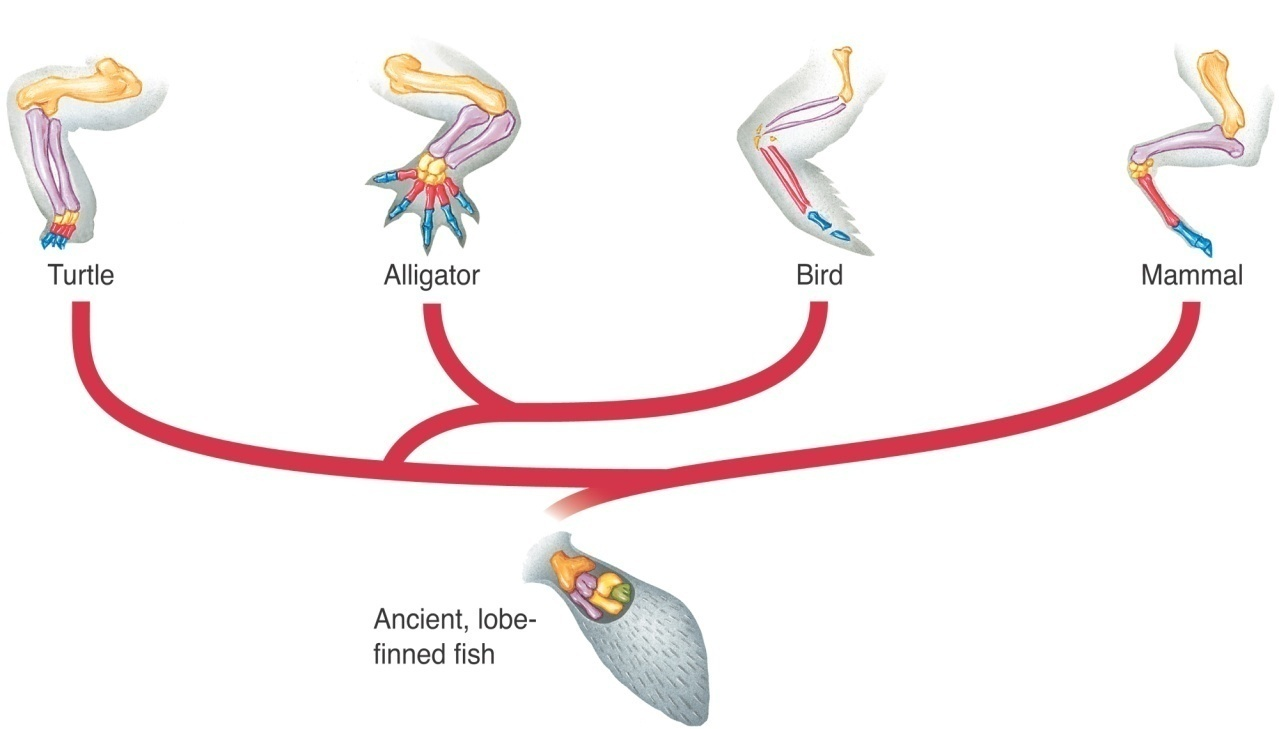 Turtle
Alligator
Bird
Mammal
Ancient, lobe-
finned fish